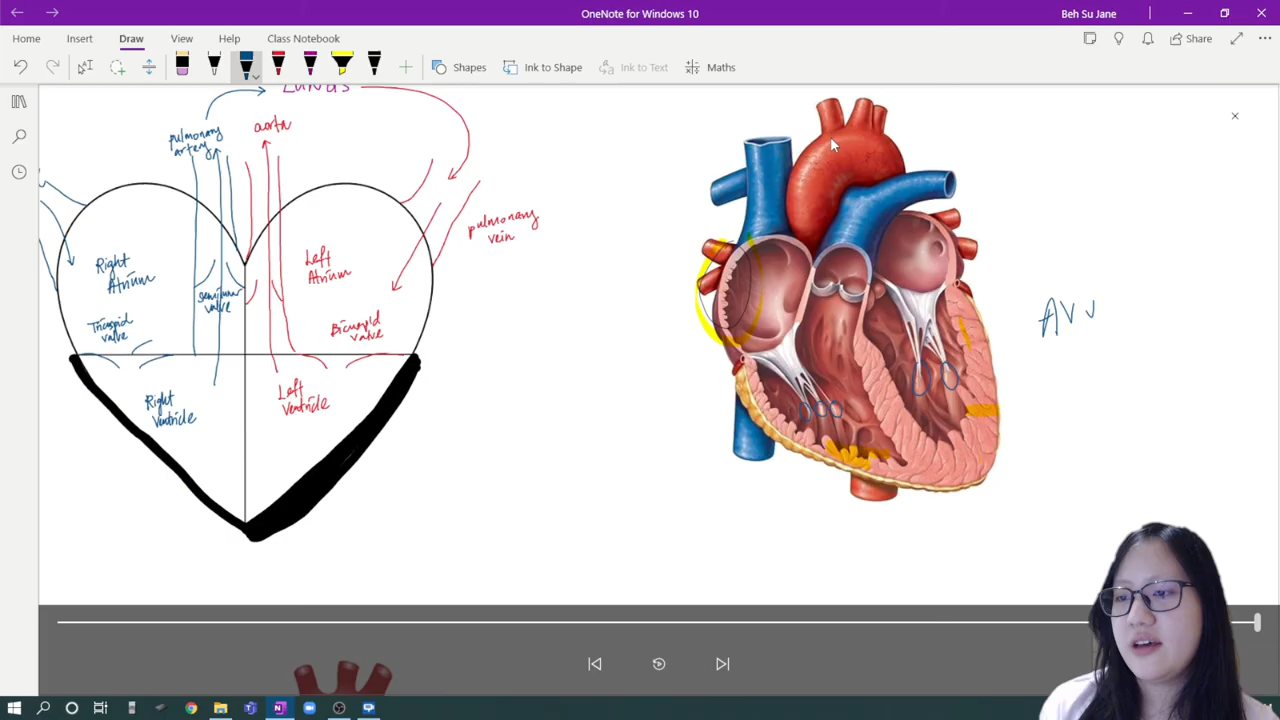 OneNote for Windows 10
Beh Su Jane
Home
Insert
Draw
View
Help
Class Notebook
Share
Shapes
Ink to Shape
Ink to Text
Maths
Lungs
pulmonary
artery
aorta
pulmonary
vein
Right
Atrium
Left
Atrium
semilunar
valve
Tricuspid
valve
Bicuspid
valve
Right
Ventricle
Left
Ventricle
AV